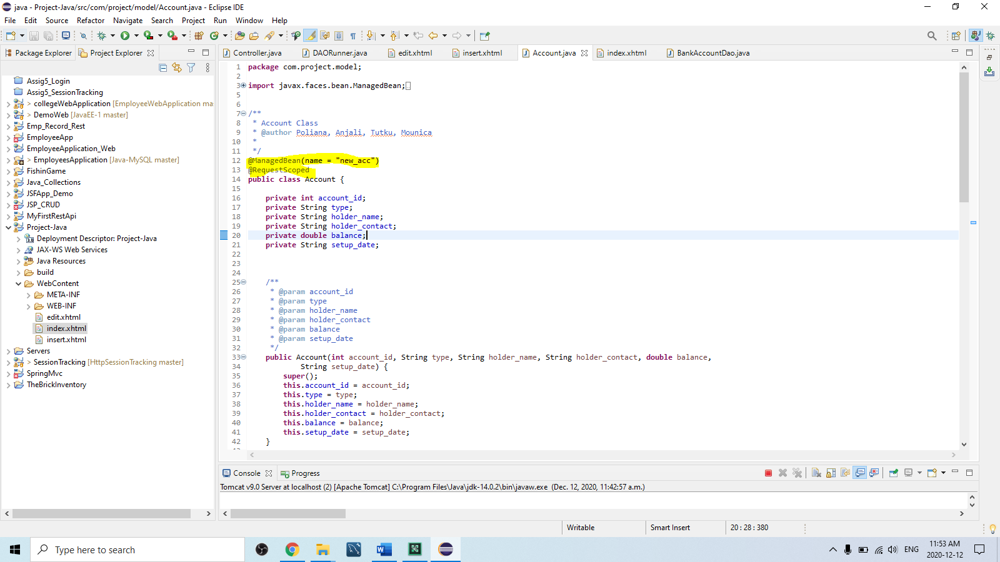 java - Project-Java/src/com/project/model/Account.java - Eclipse IDE
File Edit Source Refactor Navigate Search Project Run Window Help
Package Explorer Project Explorer
Controller.java DAORunner.java edit.xhtml insert.xhtml Account.java index.xhtml BankAccountDao.java
Assig5_Login
Assig5_SessionTracking
> collegeWebApplication [EmployeeWebApplication ma
> DemoWeb [JavaEE-1 master]
Emp_Record_Rest
EmployeeApp
EmployeeApplication_Web
> EmployeesApplication [Java-MySQL master]
FishinGame
Java_Collections
JSFApp_Demo
JSP_CRUD
MyFirstRestApi
Project-Java
Deployment Descriptor: Project-Java
JAX-WS Web Services
Java Resources
build
WebContent
META-INF
WEB-INF
edit.xhtml
index.xhtml
insert.xhtml
Servers
> SessionTracking [HttpSessionTracking master]
SpringMvc
TheBrickInventory
1 package com.project.model;
2
3 import javax.faces.bean.ManagedBean;
5
6
7 /**
8 * Account Class
9 * @author Poliana, Anjali, Tutku, Mounica
10 *
11 */
12 @ManagedBean(name = "new_acc")
13 @RequestScoped
14 public class Account {
15
16 private int account_id;
17 private String type;
18 private String holder_name;
19 private String holder_contact;
20 private double balance;
21 private String setup_date;
22
23
24
25 /**
26 * @param account_id
27 * @param type
28 * @param holder_name
29 * @param holder_contact
30 * @param balance
31 * @param setup_date
32 */
33 public Account(int account_id, String type, String holder_name, String holder_contact, double balance,
34 String setup_date) {
35 super();
36 this.account_id = account_id;
37 this.type = type;
38 this.holder_name = holder_name;
39 this.holder_contact = holder_contact;
40 this.balance = balance;
41 this.setup_date = setup_date;
42 }
Console Progress
Tomcat v9.0 Server at localhost (2) [Apache Tomcat] C:\Program Files\Java\jdk-14.0.2\bin\javaw.exe (Dec. 12, 2020, 11:42:57 a.m.)
Writable Smart Insert 20 : 28 : 380
Type here to search
ENG
11:53 AM
2020-12-12